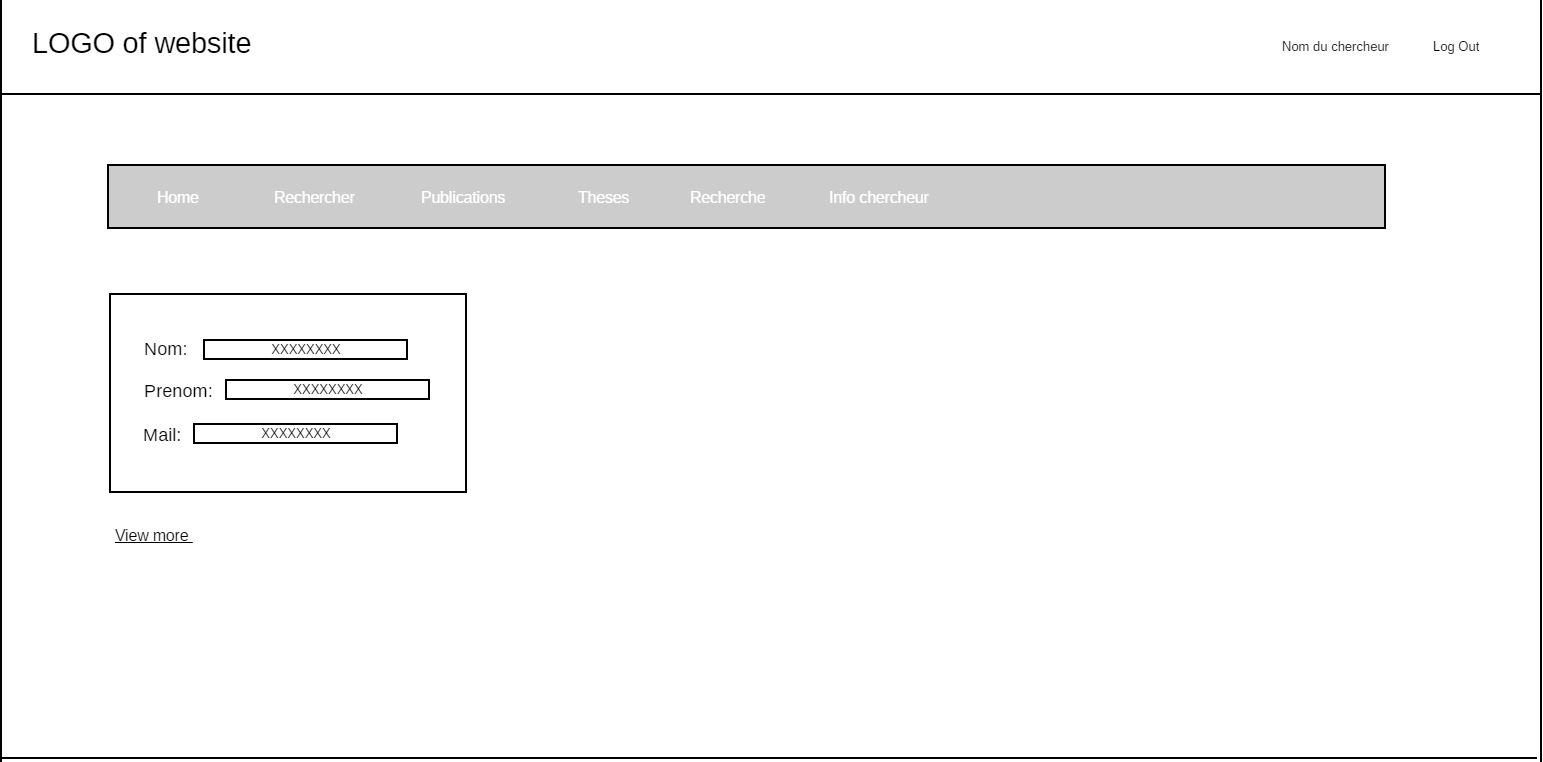 LOGO of website
Nom du chercheur Log Out
Home Rechercher Publications Theses Recherche Info chercheur
Nom: XXXXXXXX
Prenom: XXXXXXXX
Mail: XXXXXXXX
View more